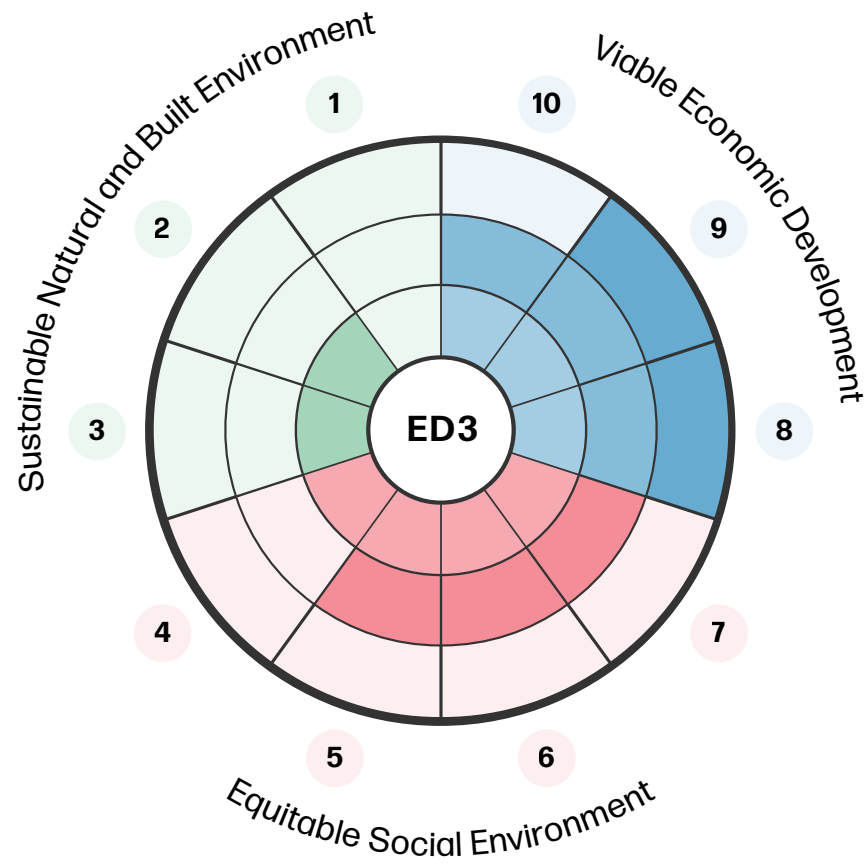 Sustainable Natural and Built Environment
Viable Economic Development
1
10
2
9
3
ED3
8
4
7
5
6
Equitable Social Environment